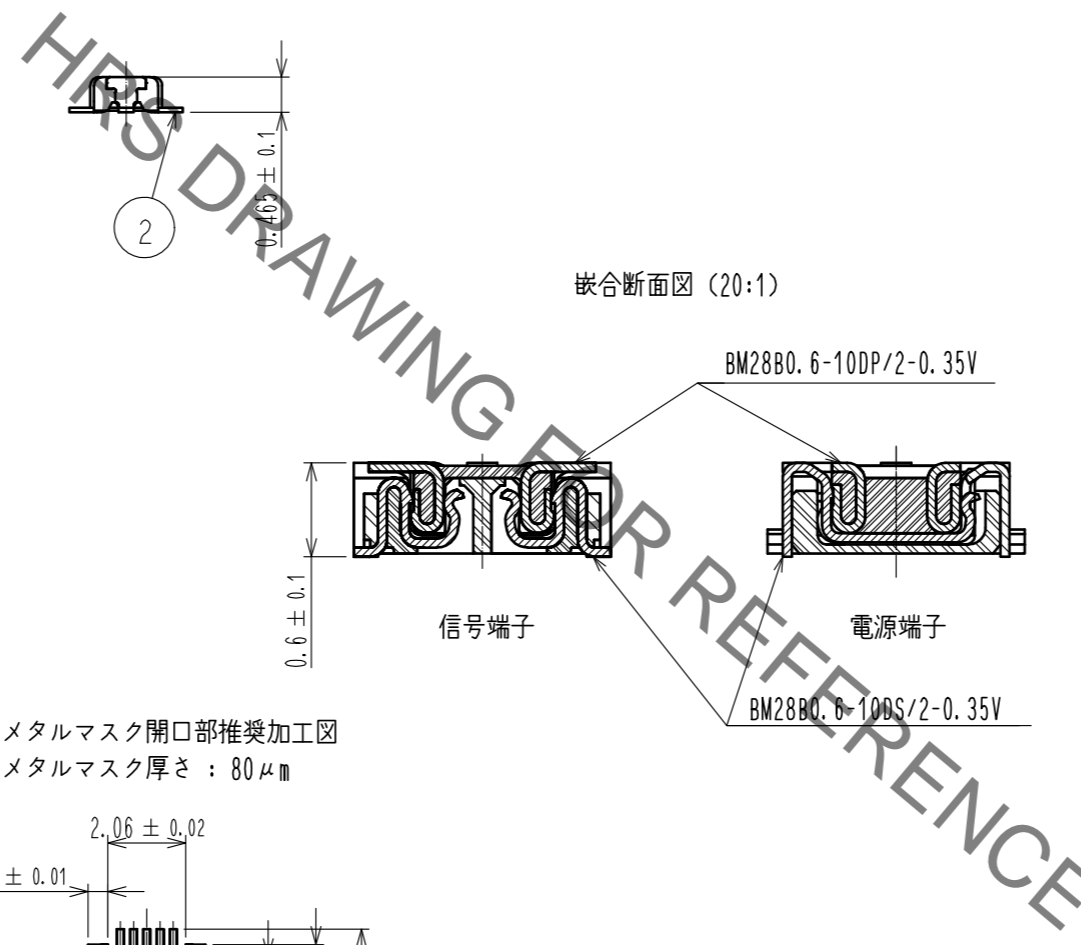 HRS DRAWING FOR REFERENCE
0.465 ± 0.1
2
嵌合断面図 (20:1)
BM28B0.6-10DP/2-0.35V
0.6 ± 0.1
信号端子
電源端子
BM28B0.6-10DS/2-0.35V
メタルマスク開口部推奨加工図
メタルマスク厚さ : 80μm
2.06 ± 0.02
± 0.01